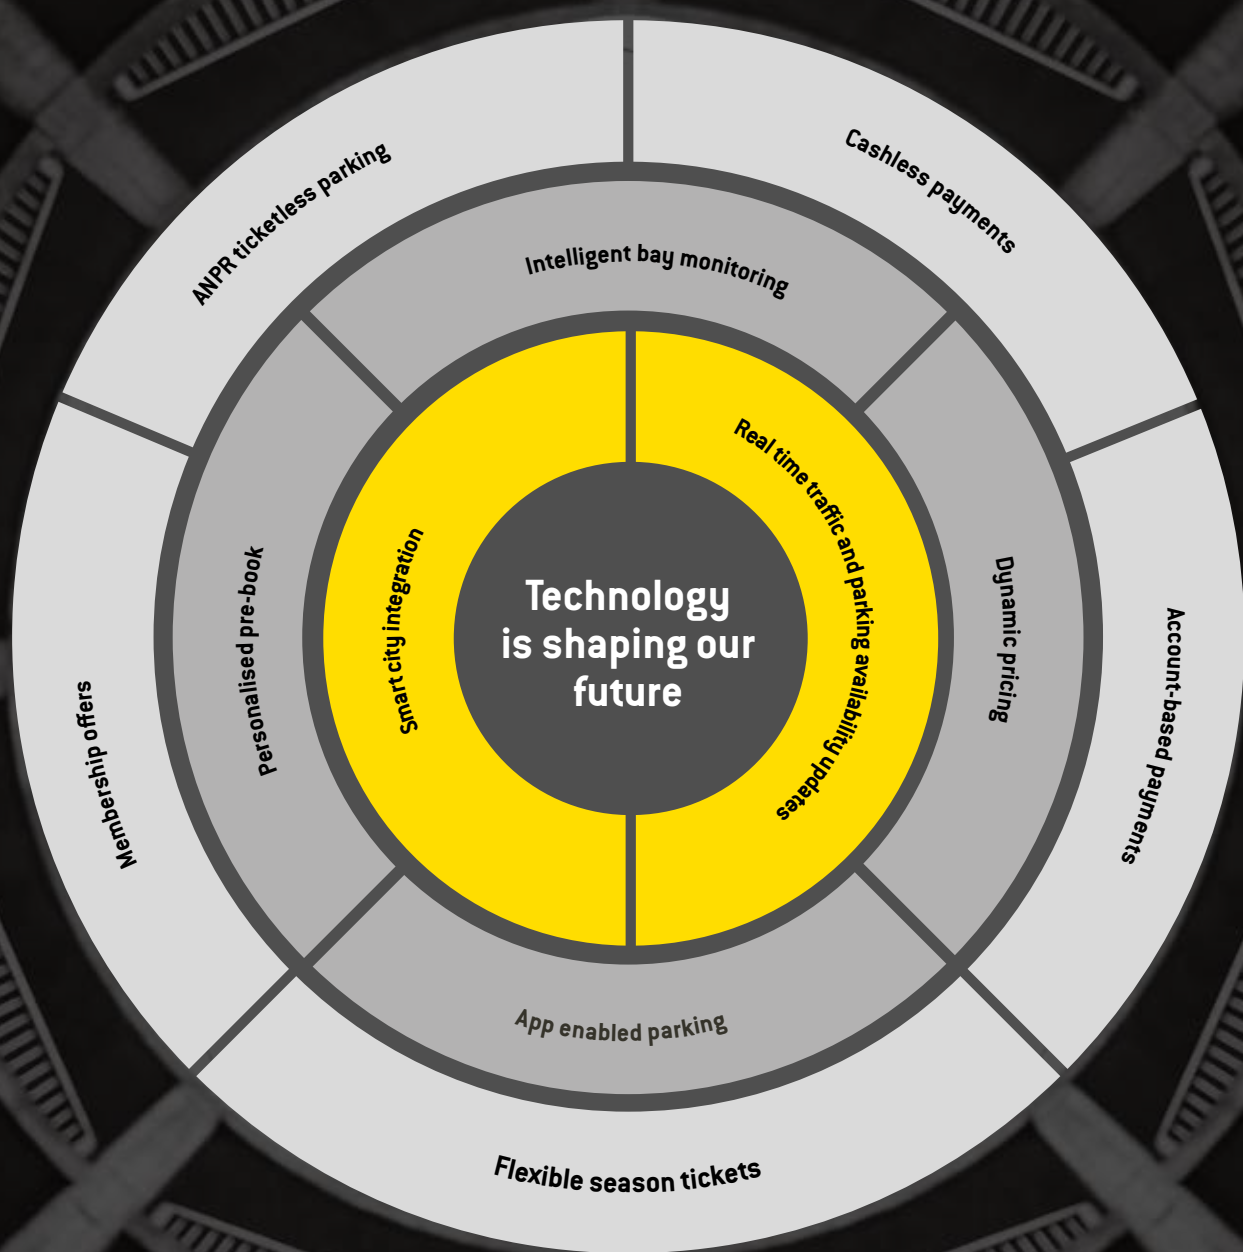 ANPR ticketless parking
Cashless payments
Intelligent bay monitoring
Real time traffic and parking availability updates
Smart city integration
Technology
is shaping our
future
Personalised pre-book
Dynamic pricing
Membership offers
Account-based payments
App enabled parking
Flexible season tickets